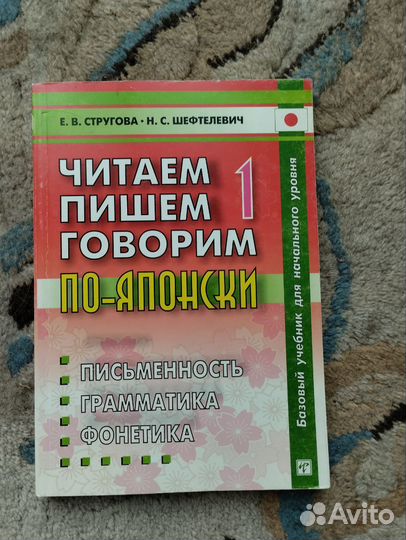 Е. В. СТРУГОВА • Н. С. ШЕФТЕЛЕВИЧ
ЧИТАЕМ
ПИШЕМ
ГОВОРИМ
1
ПО-ЯПОНСКИ
ПИСЬМЕННОСТЬ
ГРАММАТИКА
ФОНЕТИКА
Базовый учебник для начального уровня
Avito